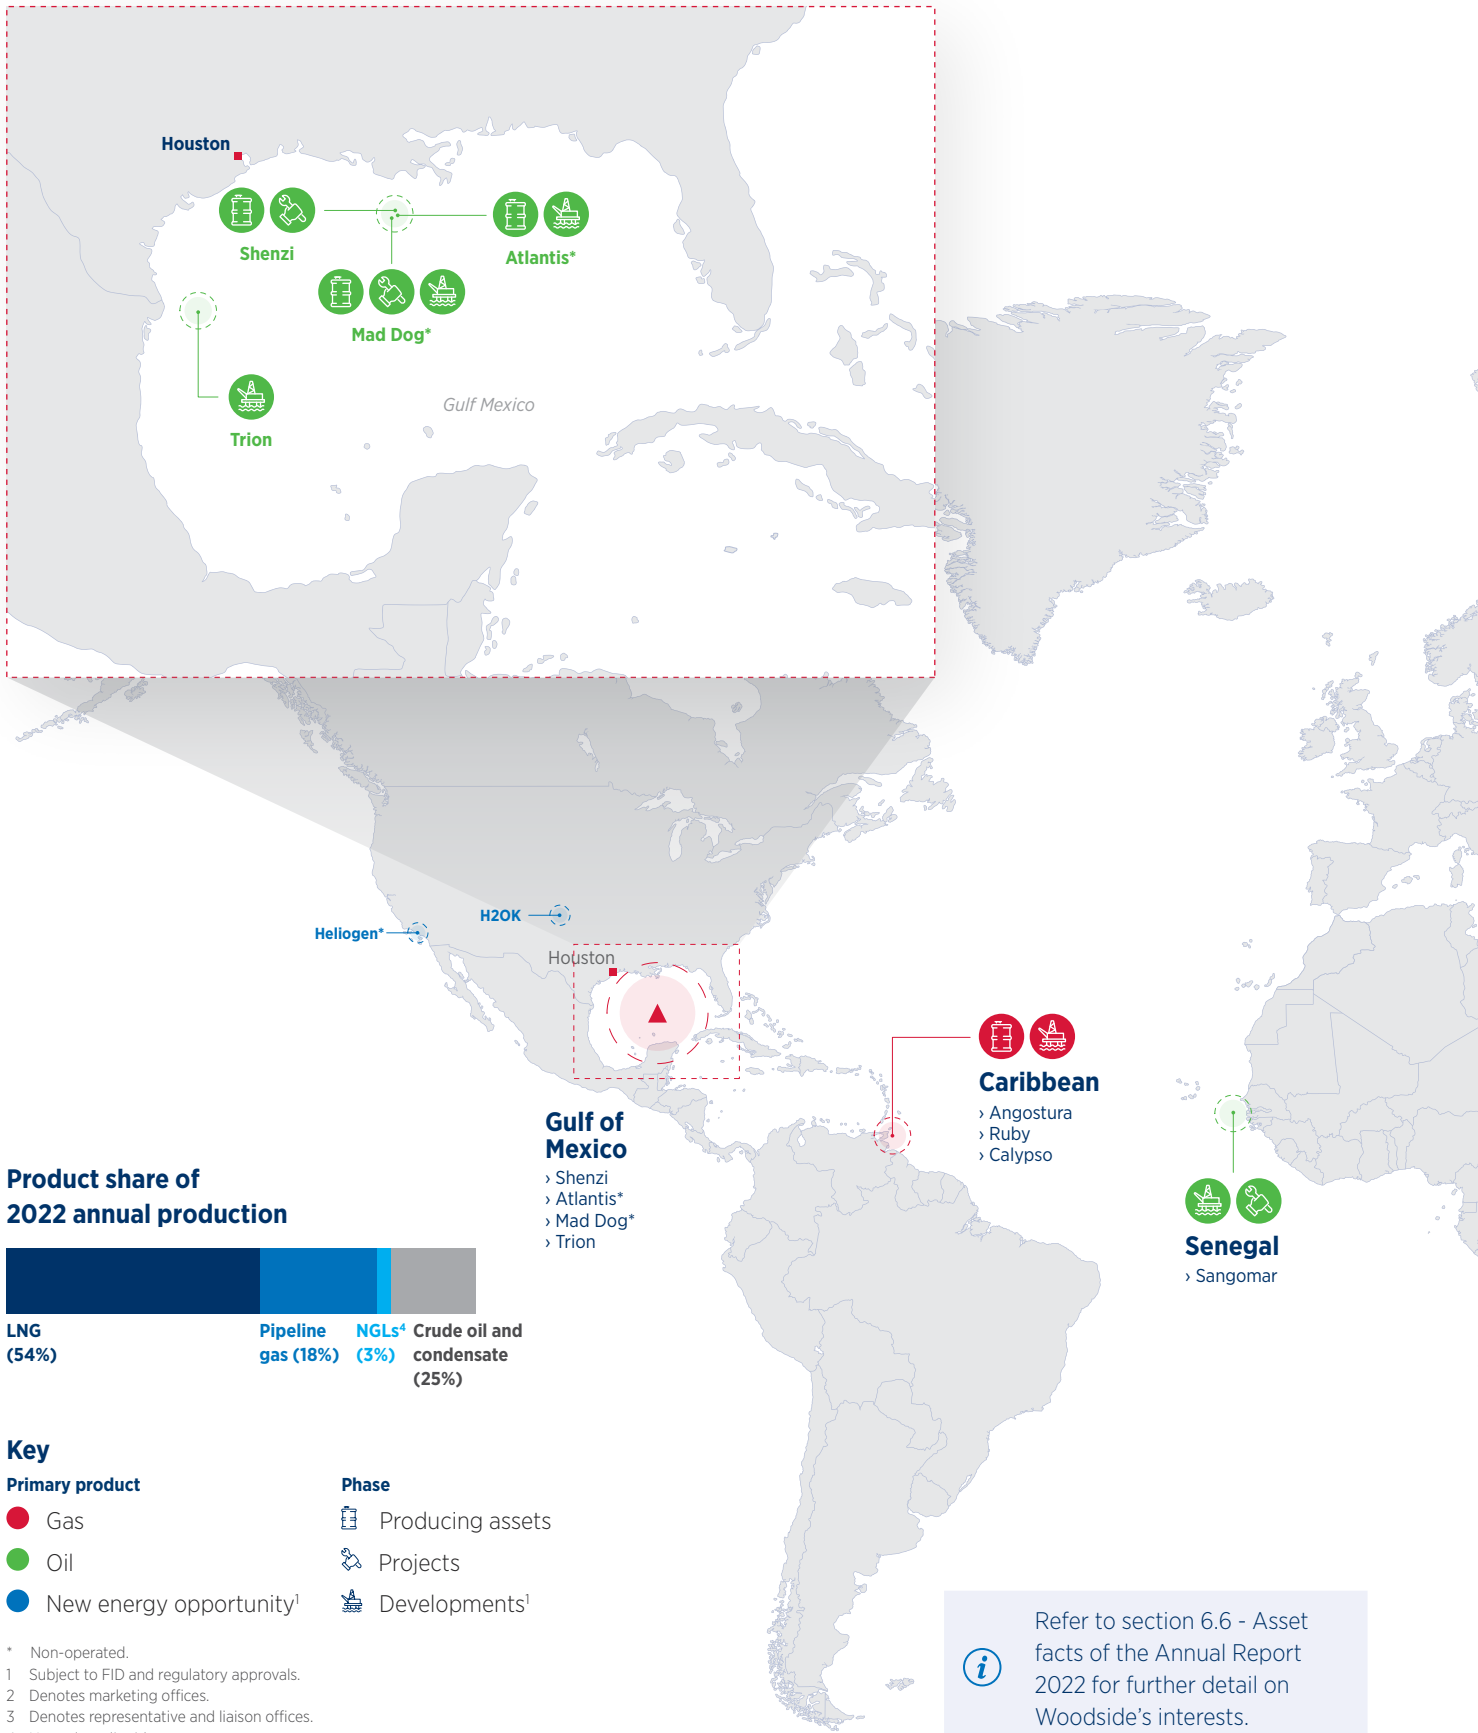 Houston
Shenzi
Atlantis*
Mad Dog*
Gulf Mexico
Trion
H2OK
Heliogen*
Houston
Caribbean
› Angostura
› Ruby
› Calypso
Gulf of
Mexico
› Shenzi
› Atlantis*
› Mad Dog*
› Trion
Senegal
› Sangomar
Product share of
2022 annual production
LNG
(54%)
Pipeline
gas (18%)
NGLs⁴
(3%)
Crude oil and
condensate
(25%)
Key
Primary product
Gas
Oil
New energy opportunity¹
Phase
Producing assets
Projects
Developments¹
* Non-operated.
1 Subject to FID and regulatory approvals.
2 Denotes marketing offices.
3 Denotes representative and liaison offices.
Refer to section 6.6 - Asset
facts of the Annual Report
2022 for further detail on
Woodside’s interests.